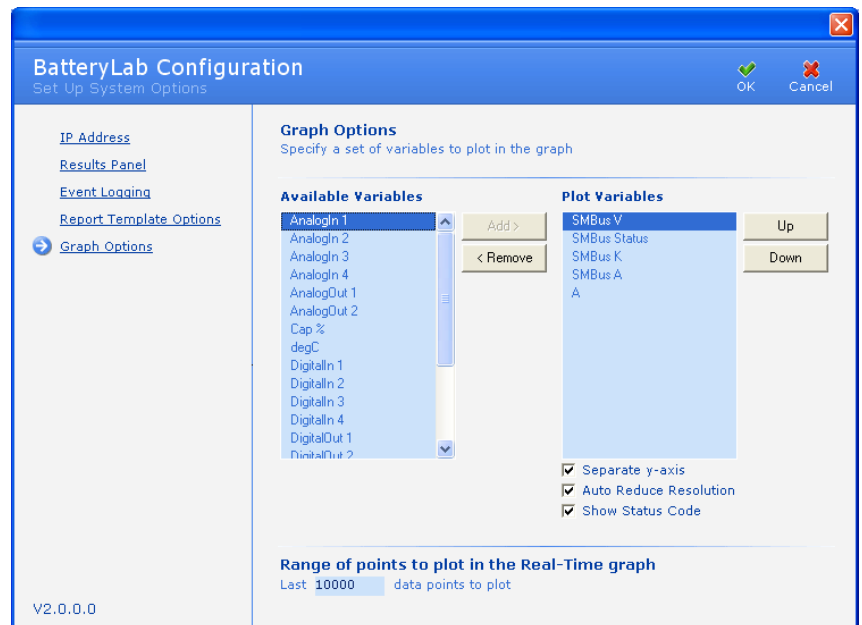 BatteryLab Configuration
Set Up System Options
OK
Cancel
IP Address
Results Panel
Event Logging
Report Template Options
Graph Options
V2.0.0.0
Graph Options
Specify a set of variables to plot in the graph
Available Variables
AnalogIn 1
AnalogIn 2
AnalogIn 3
AnalogIn 4
AnalogOut 1
AnalogOut 2
Cap %
degC
DigitalIn 1
DigitalIn 2
DigitalIn 3
DigitalIn 4
DigitalOut 1
DigitalOut 2
Add >
< Remove
Plot Variables
SMBus V
SMBus Status
SMBus K
SMBus A
A
Up
Down
Separate y-axis
Auto Reduce Resolution
Show Status Code
Range of points to plot in the Real-Time graph
Last 10000 data points to plot